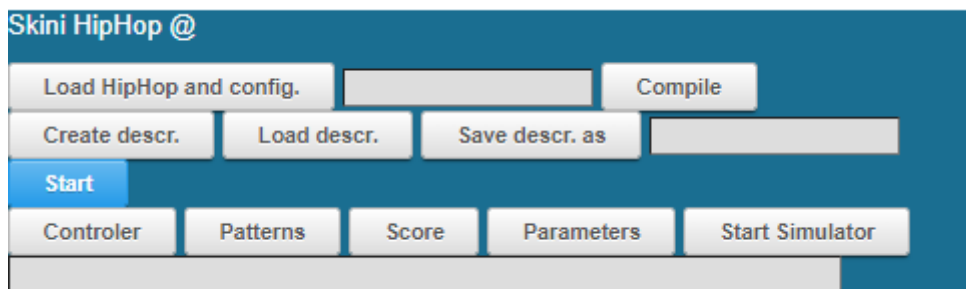 Skini HipHop @
Load HipHop and config. Compile
Create descr. Load descr. Save descr. as
Start
Controler Patterns Score Parameters Start Simulator